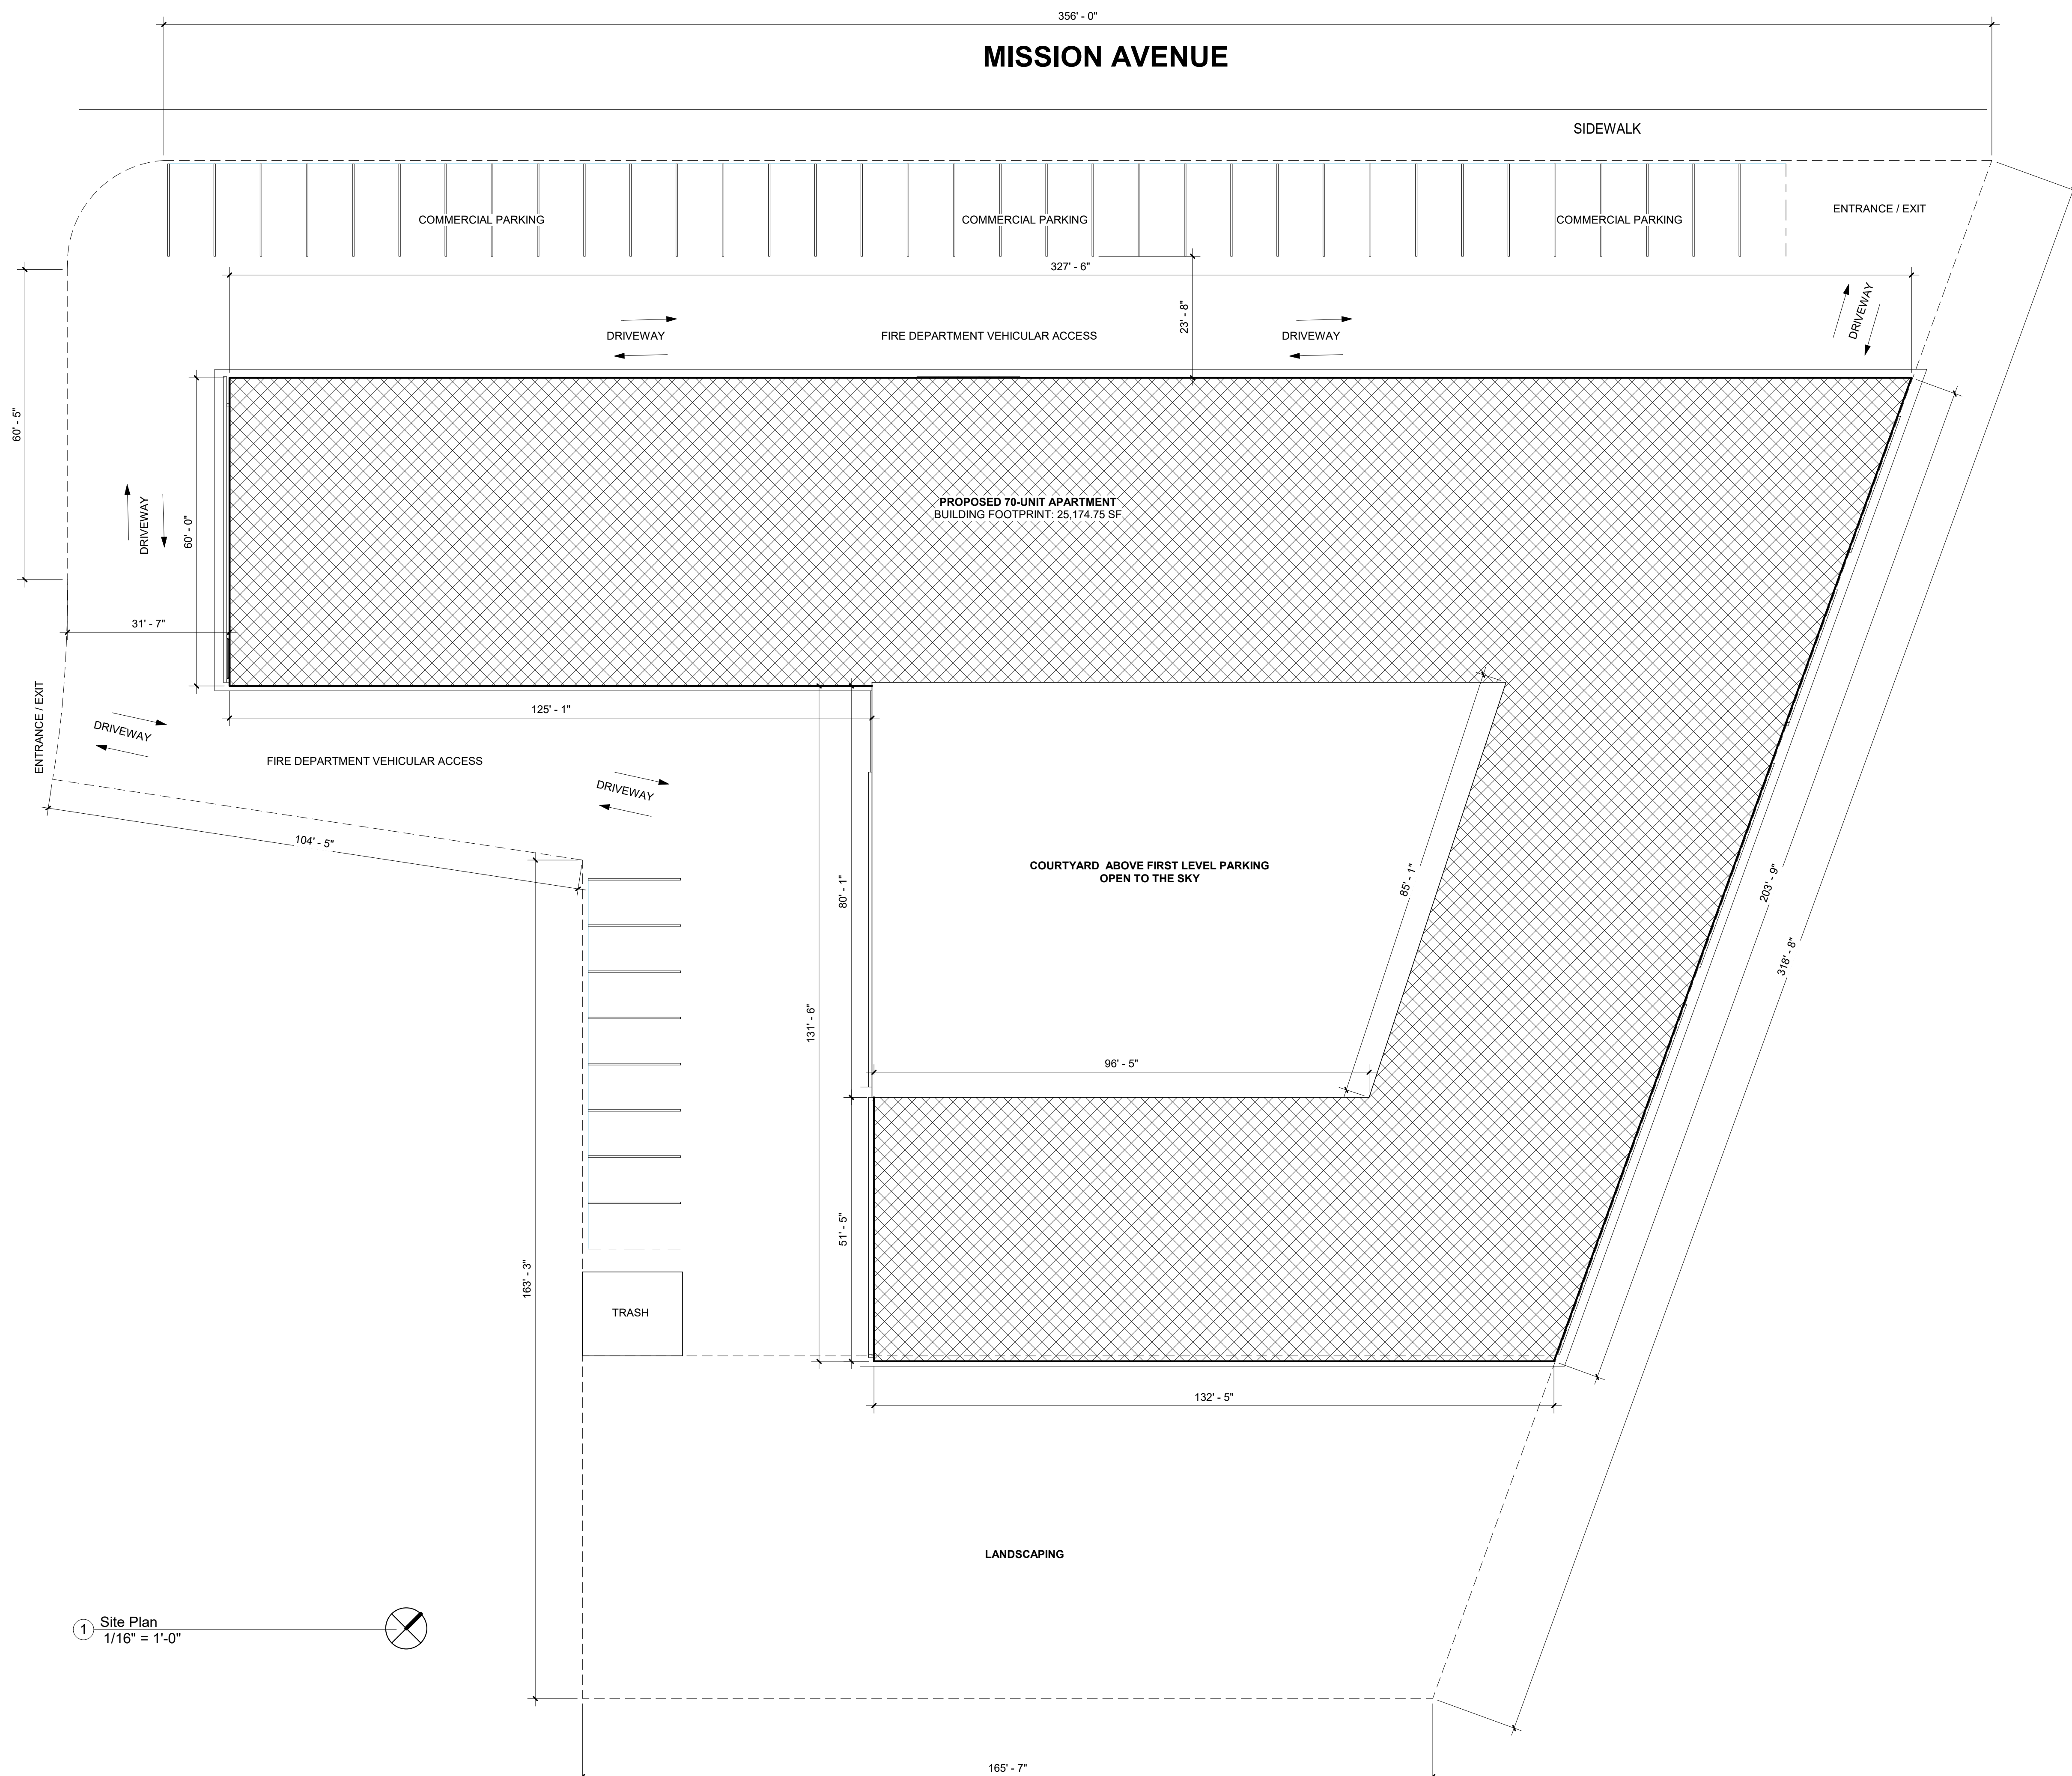 356' - 0"
MISSION AVENUE
SIDEWALK
COMMERCIAL PARKING
COMMERCIAL PARKING
COMMERCIAL PARKING
ENTRANCE / EXIT
327' - 6"
23' - 8"
DRIVEWAY
FIRE DEPARTMENT VEHICULAR ACCESS
DRIVEWAY
DRIVEWAY
60' - 5"
DRIVEWAY
60' - 0"
PROPOSED 70-UNIT APARTMENT
BUILDING FOOTPRINT: 25,174.75 SF
31' - 7"
ENTRANCE / EXIT
DRIVEWAY
125' - 1"
FIRE DEPARTMENT VEHICULAR ACCESS
DRIVEWAY
104' - 5"
COURTYARD ABOVE FIRST LEVEL PARKING
OPEN TO THE SKY
80' - 1"
85' - 1"
203' - 9"
318' - 8"
131' - 6"
96' - 5"
51' - 5"
163' - 3"
TRASH
132' - 5"
LANDSCAPING
1
Site Plan
1/16" = 1'-0"
165' - 7"